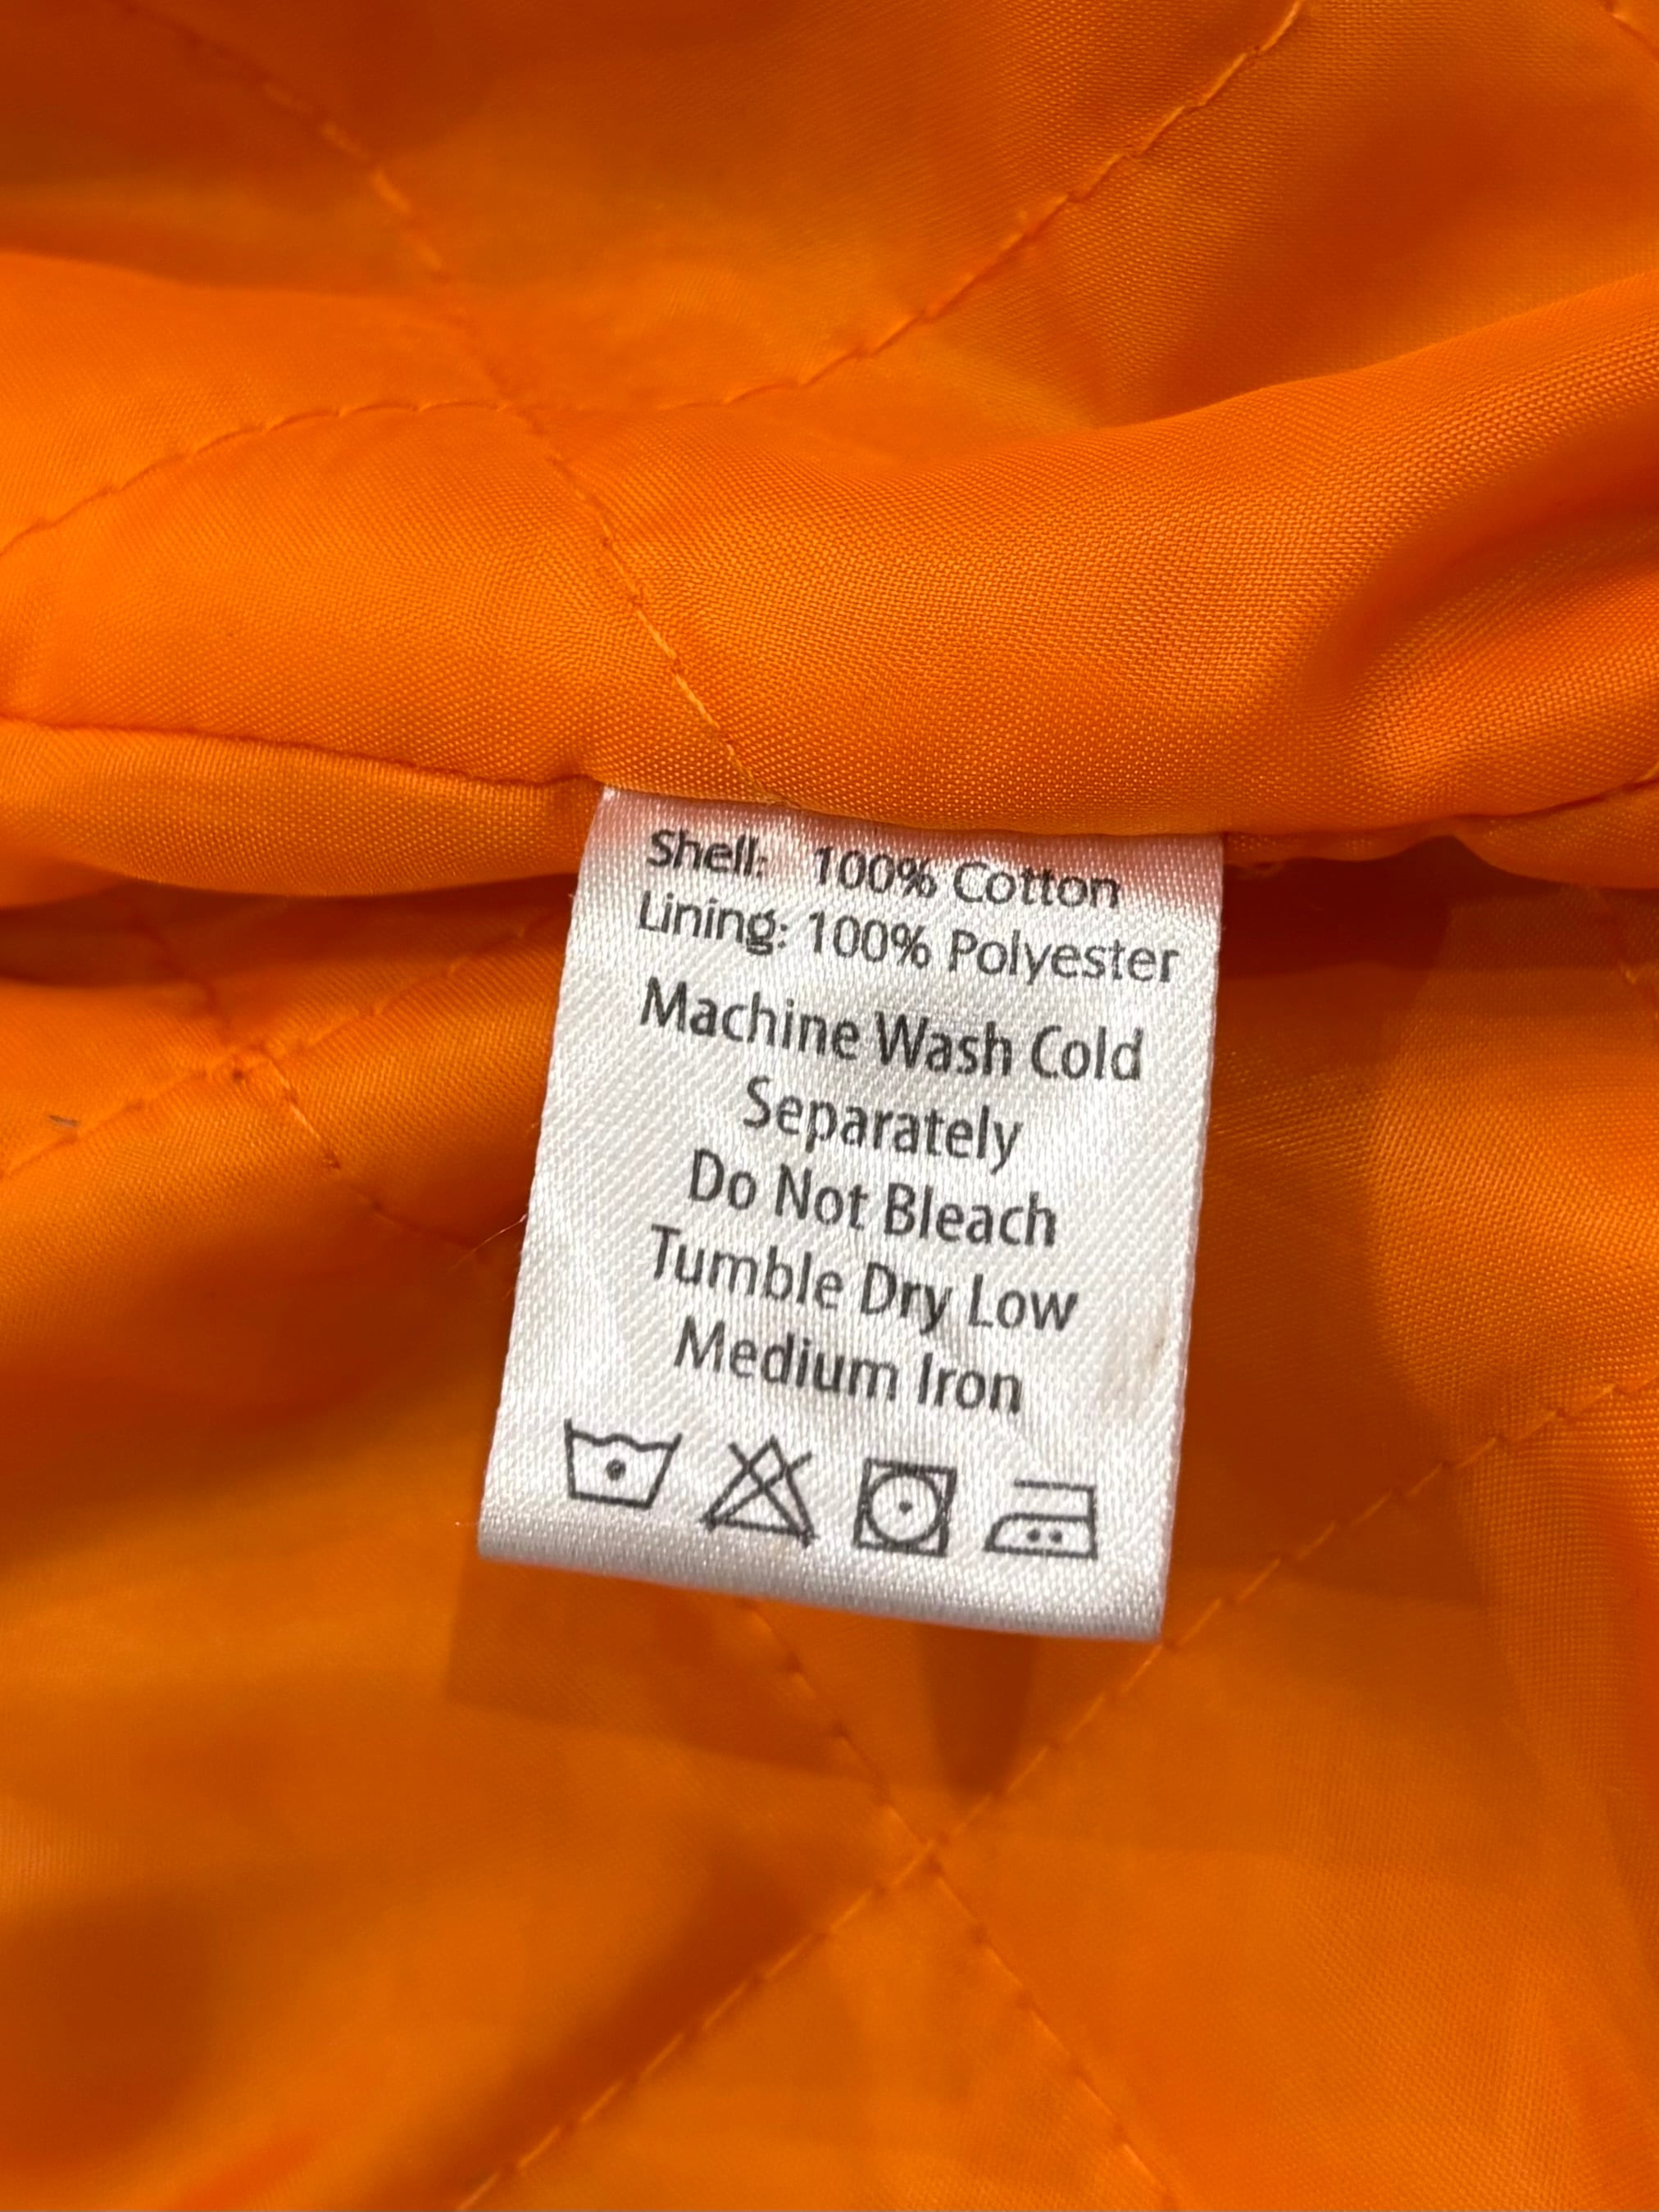 Shell: 100% Cotton
Lining: 100% Polyester
Machine Wash Cold
Separately
Do Not Bleach
Tumble Dry Low
Medium Iron